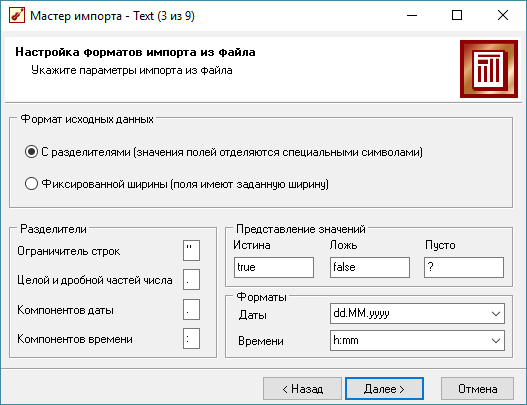 Мастер импорта - Text (3 из 9)
Настройка форматов импорта из файла
Укажите параметры импорта из файла
Формат исходных данных
С разделителями (значения полей отделяются специальными символами)
Фиксированной ширины (поля имеют заданную ширину)
Разделители
Ограничитель строк "
Целой и дробной частей числа .
Компонентов даты .
Компонентов времени :
Представление значений
Истина Ложь Пусто
true false ?
Форматы
Даты dd.MM.yyyy
Времени h:mm
< Назад Далее > Отмена